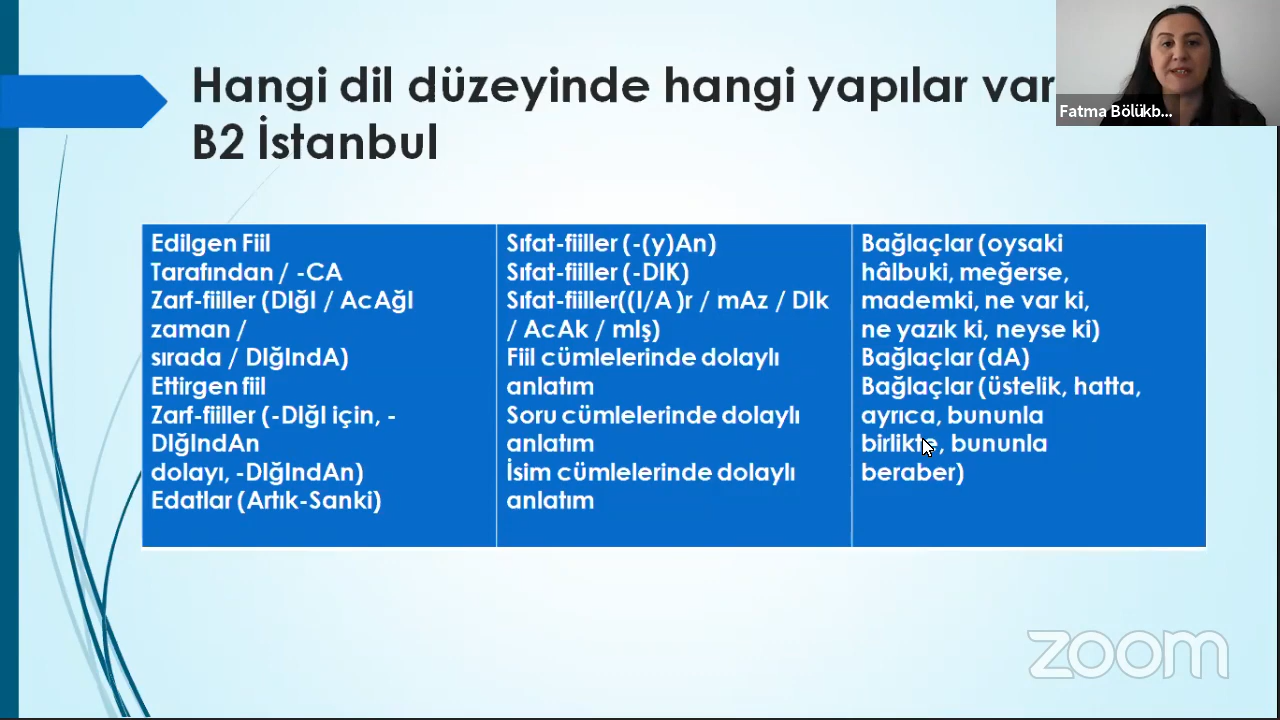 Hangi dil düzeyinde hangi yapılar var
B2 İstanbul
Fatma Bölükb...
Edilgen Fiil
Tarafından / -CA
Zarf-fiiller (DIğI / AcAğI
zaman /
sırada / DIğIndA)
Ettirgen fiil
Zarf-fiiller (-DIğI için, -
DIğIndAn
dolayı, -DIğIndAn)
Edatlar (Artık-Sanki)
Sıfat-fiiller (-(y)An)
Sıfat-fiiller (-DIK)
Sıfat-fiiller((I/A )r / mAz / DIk
/ AcAk / mIş)
Fiil cümlelerinde dolaylı
anlatım
Soru cümlelerinde dolaylı
anlatım
İsim cümlelerinde dolaylı
anlatım
Bağlaçlar (oysaki
hâlbuki, meğerse,
mademki, ne var ki,
ne yazık ki, neyse ki)
Bağlaçlar (dA)
Bağlaçlar (üstelik, hatta,
ayrıca, bununla
birlikte, bununla
beraber)
zoom